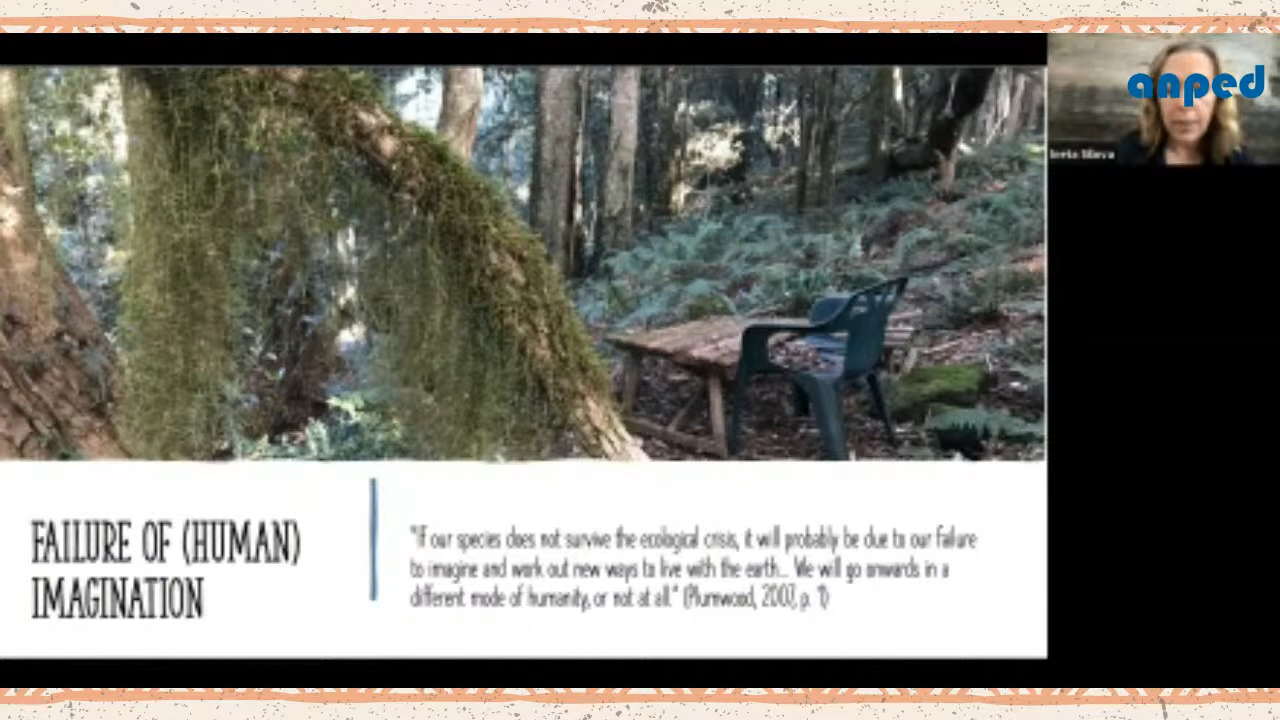 anped
FAILURE OF (HUMAN)
IMAGINATION
"If our species does not survive the ecological crisis, it will probably be due to our failure
to imagine and work out new ways to live with the earth... We will go onwards in a
different mode of humanity, or not at all." (Plumwood, 2007, p. 1)